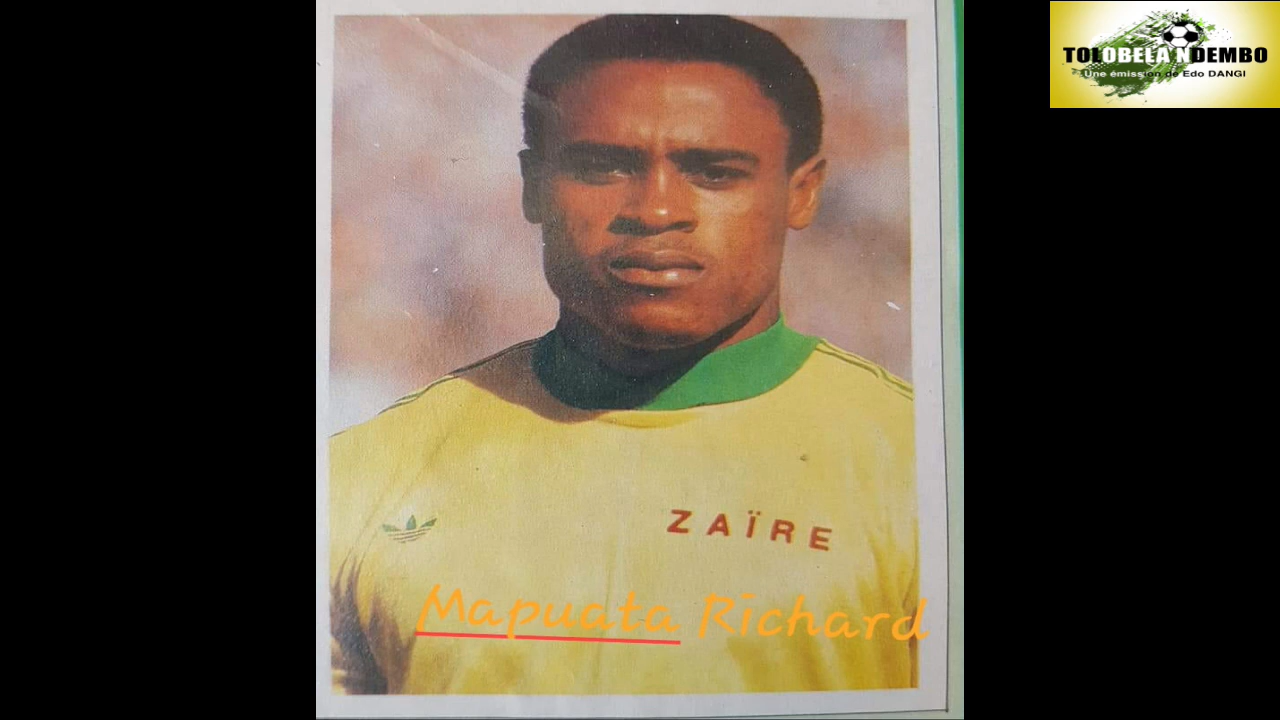 TOLOBELA NDEMBO
Une émission de Edo DANGI
ZAÏRE
Mapuata Richard